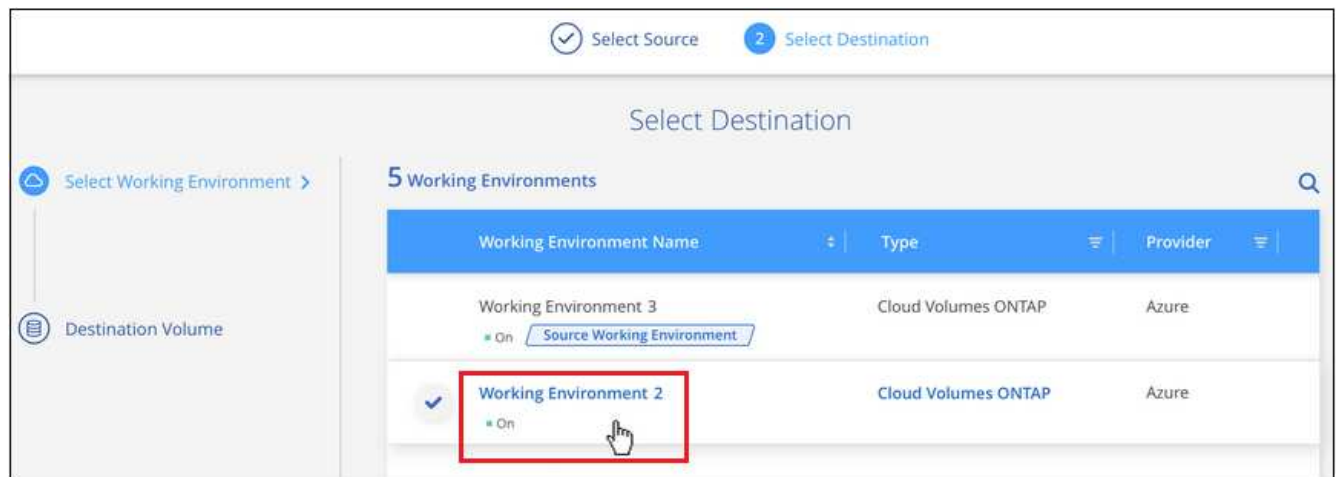 Select Source
2 Select Destination
Select Destination
Select Working Environment >
5 Working Environments
Working Environment Name
Type
Provider
Working Environment 3
Cloud Volumes ONTAP
Azure
On
Source Working Environment
Destination Volume
Working Environment 2
Cloud Volumes ONTAP
Azure
On